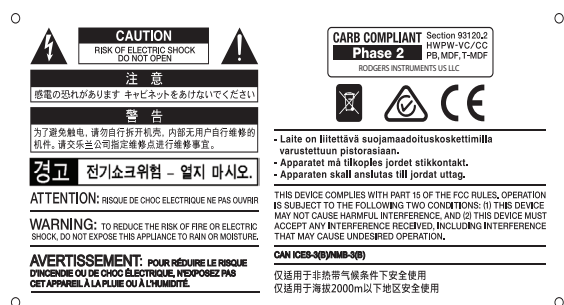 CAUTION
RISK OF ELECTRIC SHOCK
DO NOT OPEN
注 意
感電の恐れがあります キャビネットをあけないでください
警 告
为了避免触电，请勿自行拆开机壳，内部无用户自行维修的
机件。请交乐兰公司指定维修点进行维修事宜。
경고 전기쇼크위험 – 열지 마시오.
ATTENTION: RISQUE DE CHOC ELECTRIQUE NE PAS OUVRIR
WARNING: TO REDUCE THE RISK OF FIRE OR ELECTRIC
SHOCK, DO NOT EXPOSE THIS APPLIANCE TO RAIN OR MOISTURE.
AVERTISSEMENT: POUR RÉDUIRE LE RISQUE
D'INCENDIE OU DE CHOC ÉLECTRIQUE, N'EXPOSEZ PAS
CET APPAREIL À LA PLUIE OU À L'HUMIDITÉ.
CARB COMPLIANT Section 93120.2
Phase 2 HWPW-VC/CC
PB, MDF, T-MDF
RODGERS INSTRUMENTS US LLC
CE
- Laite on liitettävä suojamaadoituskoskettimilla
varustettuun pistorasiaan.
- Apparatet må tilkoples jordet stikkontakt.
- Apparaten skall anslutas till jordat uttag.
THIS DEVICE COMPLIES WITH PART 15 OF THE FCC RULES. OPERATION
IS SUBJECT TO THE FOLLOWING TWO CONDITIONS: (1) THIS DEVICE
MAY NOT CAUSE HARMFUL INTERFERENCE, AND (2) THIS DEVICE MUST
ACCEPT ANY INTERFERENCE RECEIVED, INCLUDING INTERFERENCE
THAT MAY CAUSE UNDESIRED OPERATION.
CAN ICES-3(B)/NMB-3(B)
仅适用于非热带气候条件下安全使用
仅适用于海拔2000m以下地区安全使用